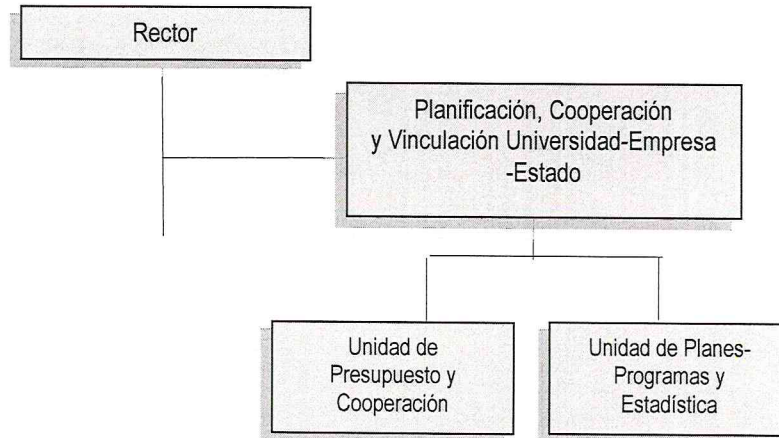 Rector
Planificación, Cooperación
y Vinculación Universidad-Empresa
-Estado
Unidad de
Presupuesto y
Cooperación
Unidad de Planes-
Programas y
Estadística